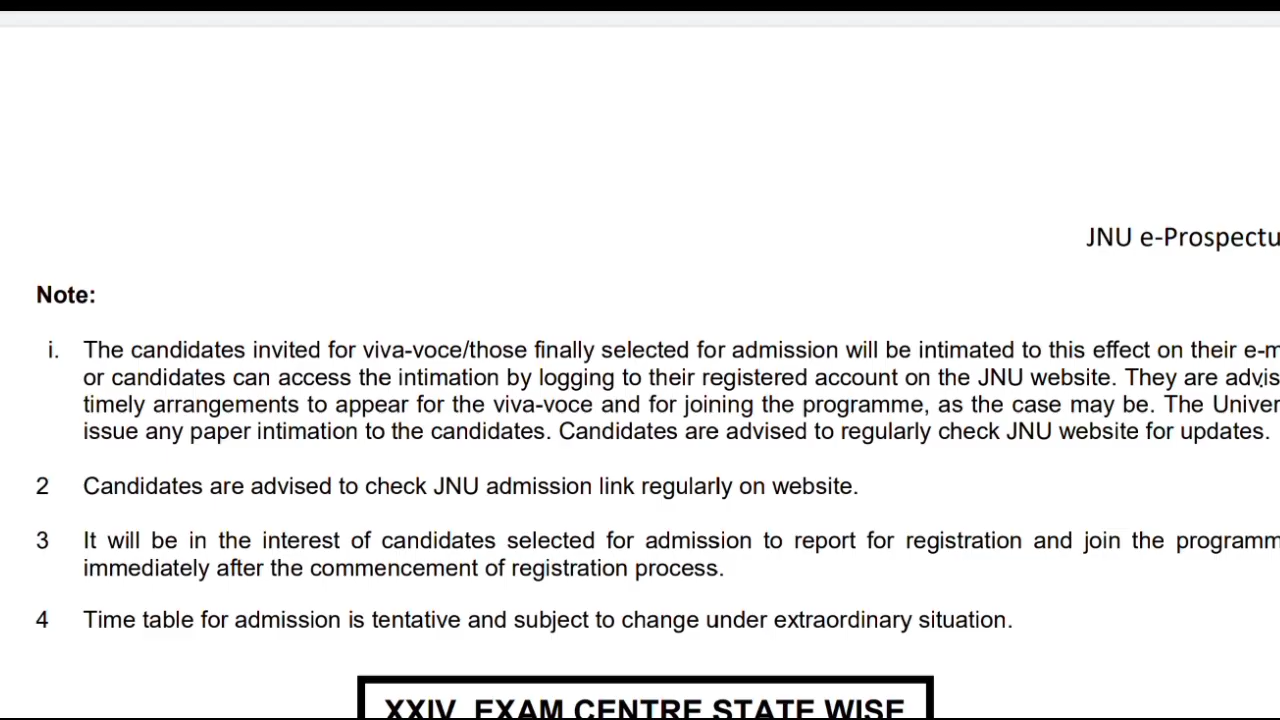 JNU e-Prospectu
Note:
i. The candidates invited for viva-voce/those finally selected for admission will be intimated to this effect on their e-m
or candidates can access the intimation by logging to their registered account on the JNU website. They are advis
timely arrangements to appear for the viva-voce and for joining the programme, as the case may be. The Univer
issue any paper intimation to the candidates. Candidates are advised to regularly check JNU website for updates.
2 Candidates are advised to check JNU admission link regularly on website.
3 It will be in the interest of candidates selected for admission to report for registration and join the programm
immediately after the commencement of registration process.
4 Time table for admission is tentative and subject to change under extraordinary situation.
XXIV EXAM CENTRE STATE WISE